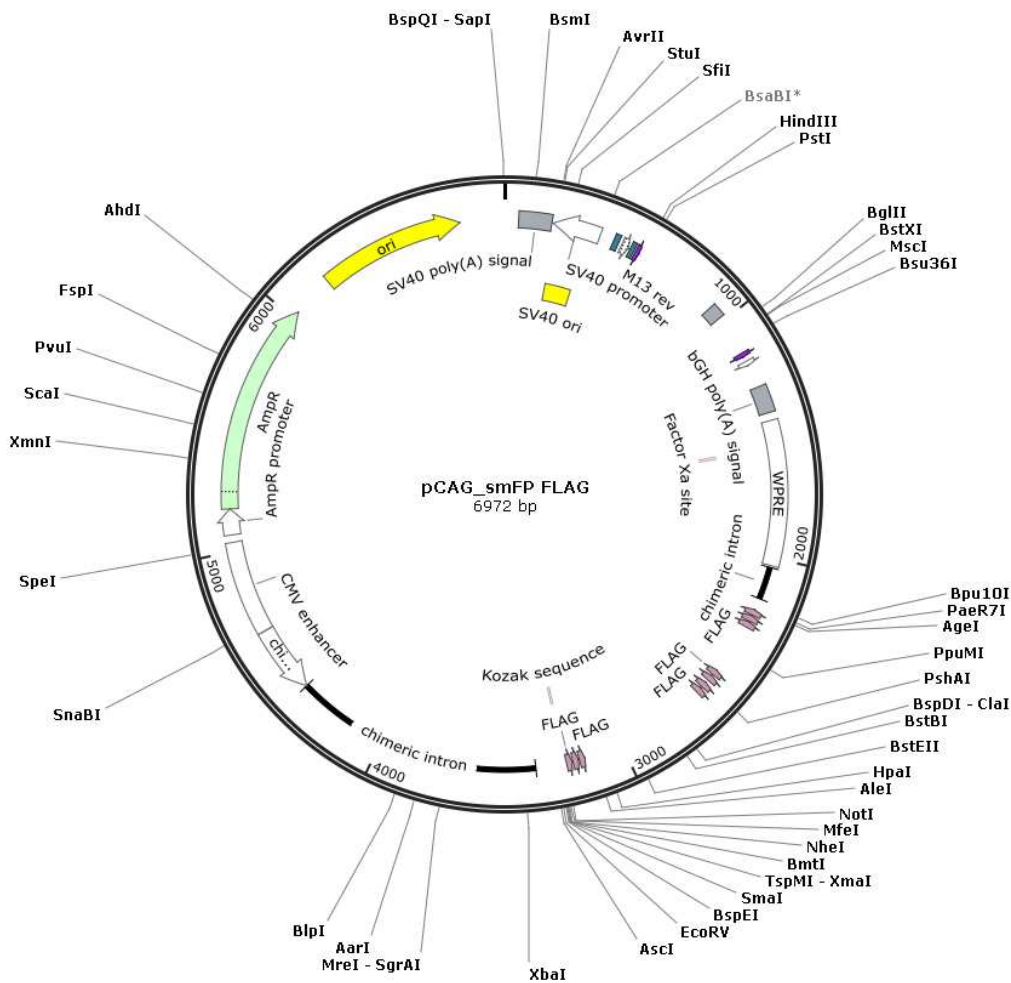 BspQI - SapI
BsmI
AvrII
StuI
SfiI
BsaBI*
HindIII
PstI
BglII
BstXI
MscI
Bsu36I
AhdI
FspI
PvuI
ScaI
XmnI
SpeI
SnaBI
BlpI
AarI
MreI - SgrAI
XbaI
AscI
EcoRV
BspEI
SmaI
TspMI - XmaI
BmtI
NheI
MfeI
NotI
AleI
HpaI
BstEII
BstBI
BspDI - ClaI
PshAI
PpuMI
AgeI
PaeR7I
Bpu10I
1000
2000
3000
4000
5000
6000
ori
SV40 poly(A) signal
SV40 promoter
SV40 ori
M13 rev
bGH poly(A) signal
WPRE
Factor Xa site
chimeric intron
FLAG
FLAG
FLAG
Kozak sequence
FLAG
FLAG
chimeric intron
chi...
CMV enhancer
AmpR promoter
AmpR
pCAG_smFP FLAG
6972 bp